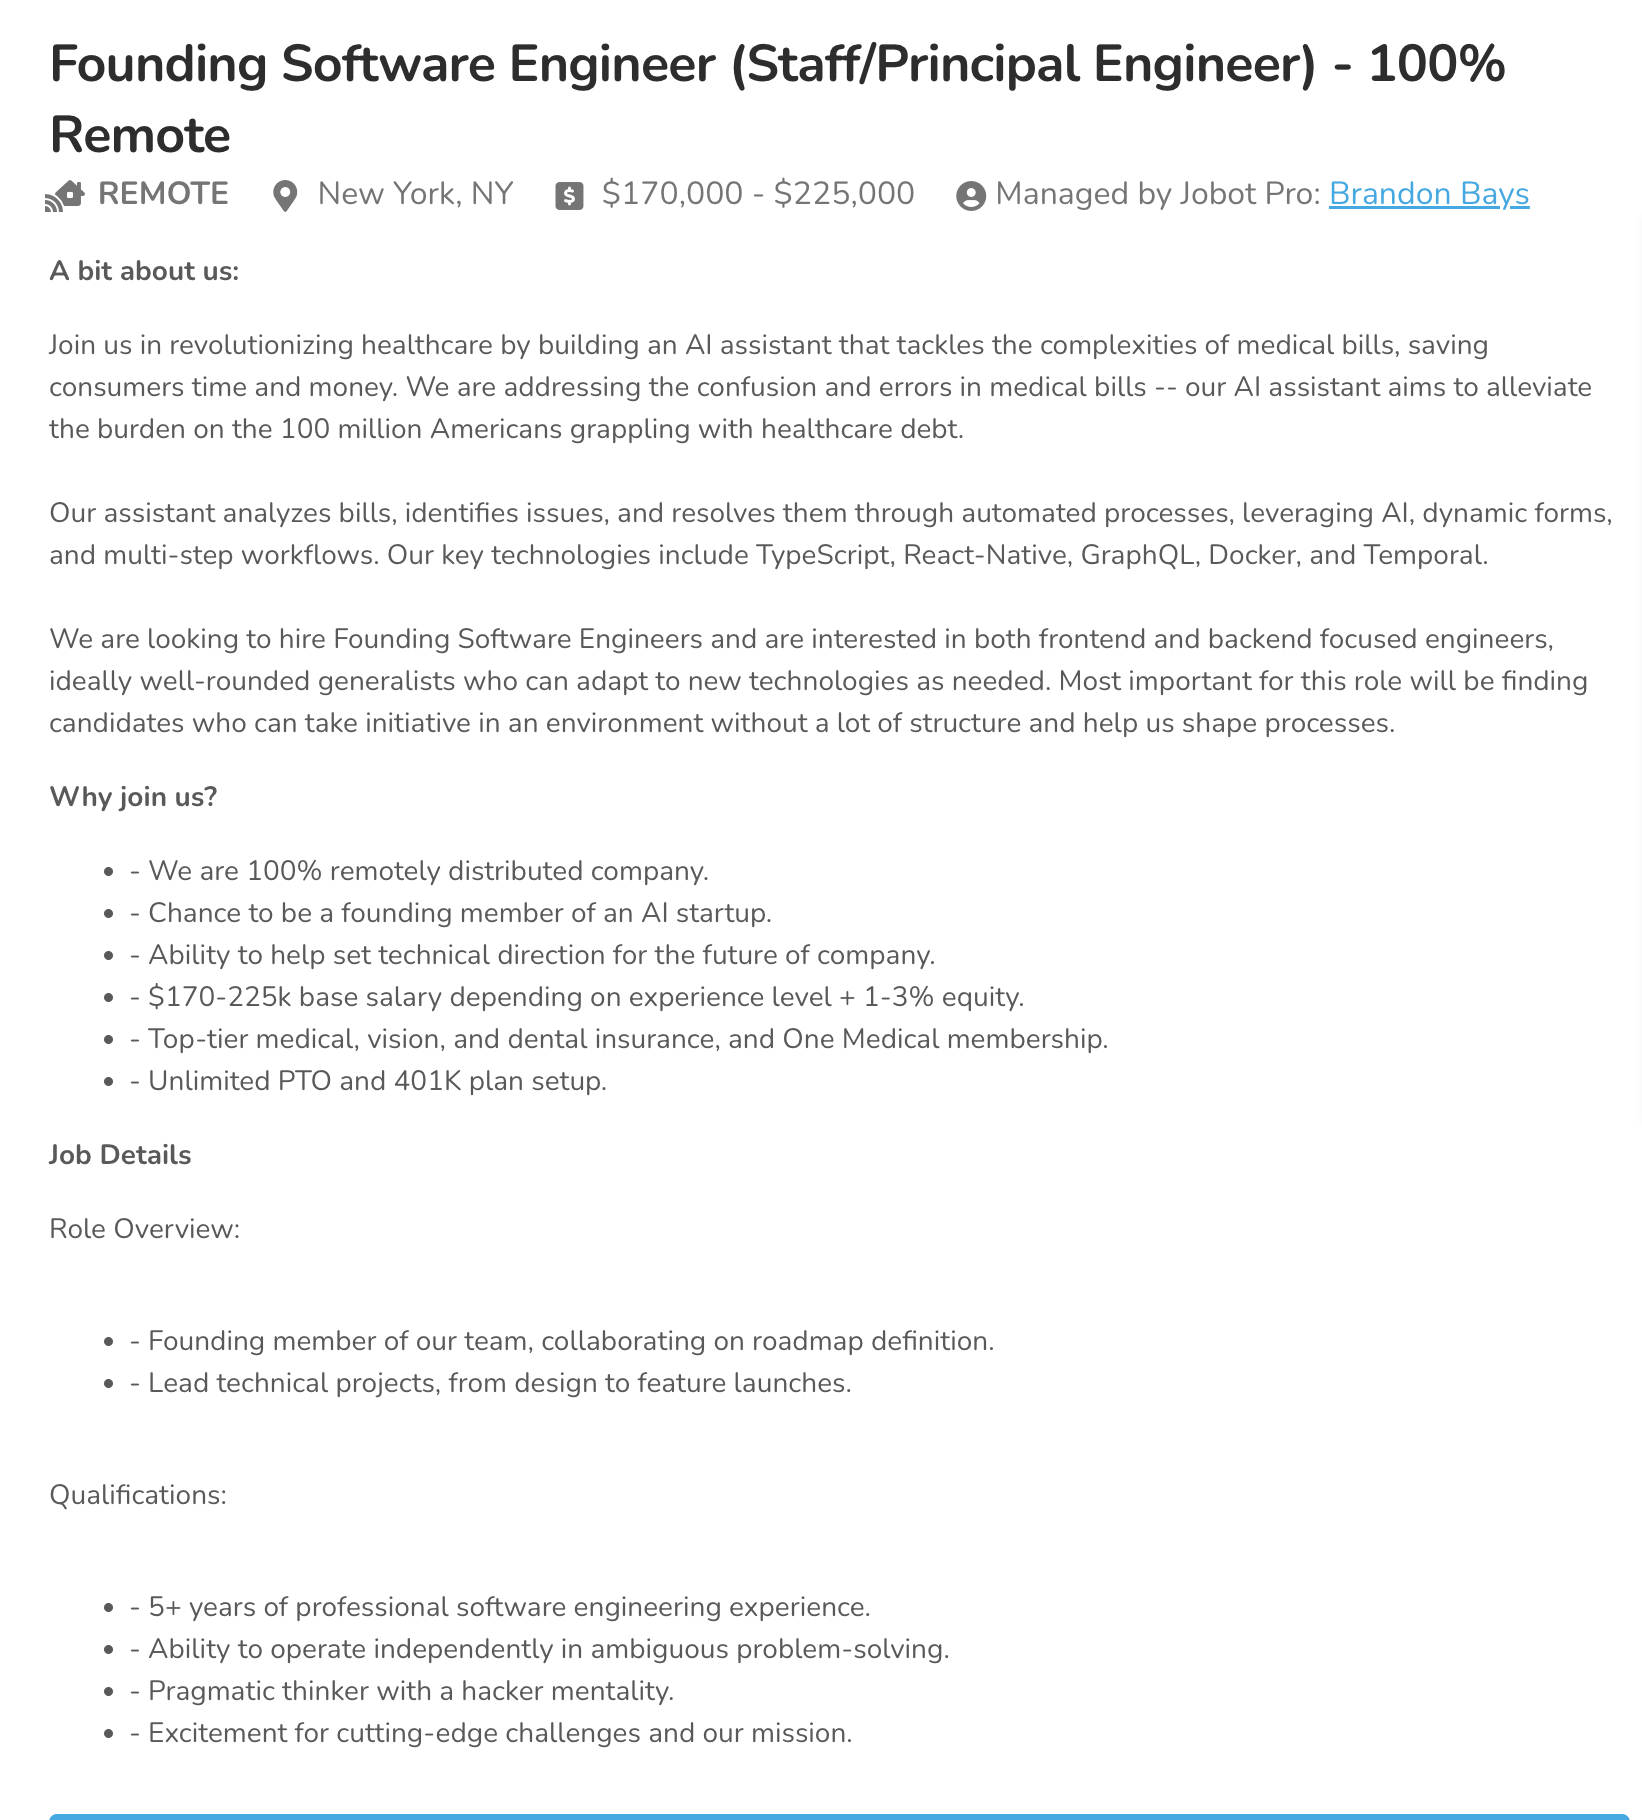 Founding Software Engineer (Staff/Principal Engineer) - 100%
Remote
REMOTE New York, NY $170,000 - $225,000 Managed by Jobot Pro: Brandon Bays
A bit about us:
Join us in revolutionizing healthcare by building an AI assistant that tackles the complexities of medical bills, saving
consumers time and money. We are addressing the confusion and errors in medical bills -- our AI assistant aims to alleviate
the burden on the 100 million Americans grappling with healthcare debt.
Our assistant analyzes bills, identifies issues, and resolves them through automated processes, leveraging AI, dynamic forms,
and multi-step workflows. Our key technologies include TypeScript, React-Native, GraphQL, Docker, and Temporal.
We are looking to hire Founding Software Engineers and are interested in both frontend and backend focused engineers,
ideally well-rounded generalists who can adapt to new technologies as needed. Most important for this role will be finding
candidates who can take initiative in an environment without a lot of structure and help us shape processes.
Why join us?
• - We are 100% remotely distributed company.
• - Chance to be a founding member of an AI startup.
• - Ability to help set technical direction for the future of company.
• - $170-225k base salary depending on experience level + 1-3% equity.
• - Top-tier medical, vision, and dental insurance, and One Medical membership.
• - Unlimited PTO and 401K plan setup.
Job Details
Role Overview:
• - Founding member of our team, collaborating on roadmap definition.
• - Lead technical projects, from design to feature launches.
Qualifications:
• - 5+ years of professional software engineering experience.
• - Ability to operate independently in ambiguous problem-solving.
• - Pragmatic thinker with a hacker mentality.
• - Excitement for cutting-edge challenges and our mission.